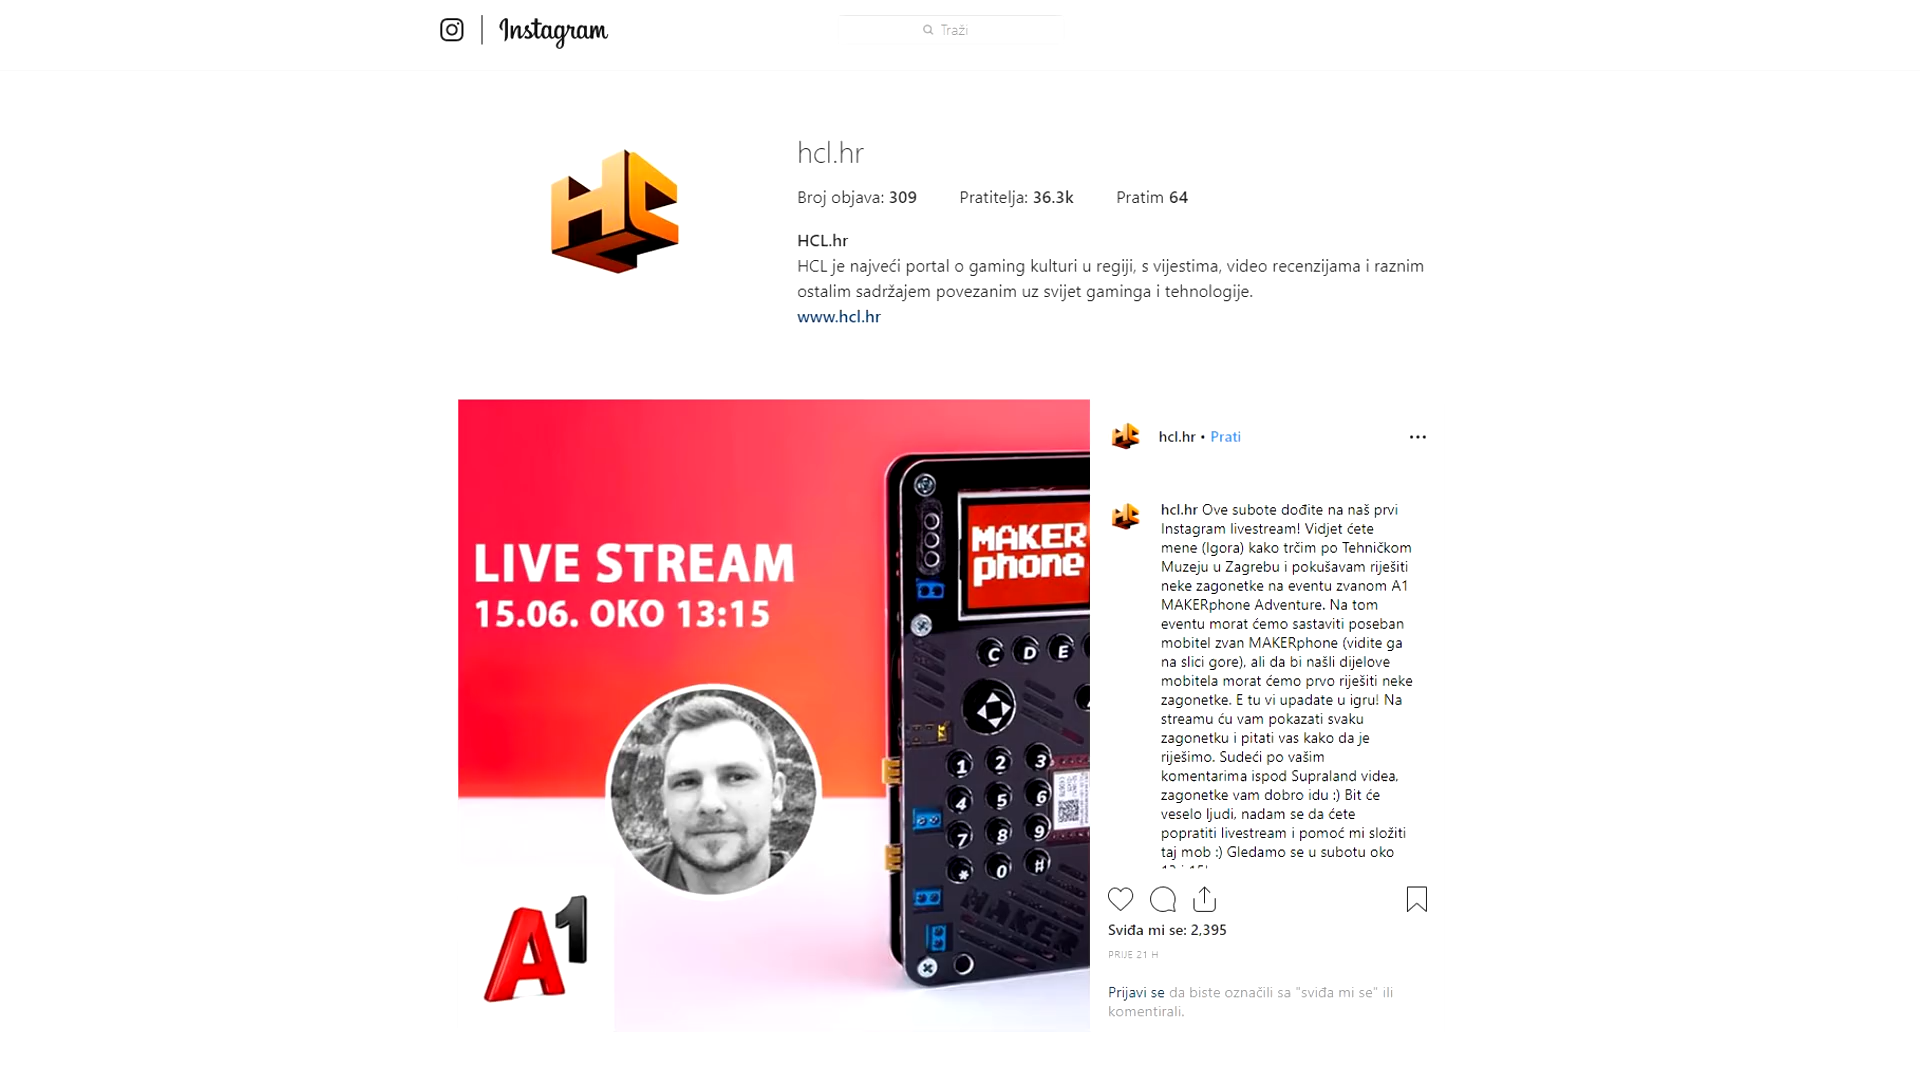 Instagram
Traži
hcl.hr
Broj objava: 309 Pratitelja: 36.3k Pratim 64
HCL.hr
HCL je najveći portal o gaming kulturi u regiji, s vijestima, video recenzijama i raznim
ostalim sadržajem povezanim uz svijet gaminga i tehnologije.
www.hcl.hr
LIVE STREAM
15.06. OKO 13:15
MAKER
phone
C D E
1 2 3
4 5 6
7 8 9
* 0 #
MAKER
A1
hcl.hr • Prati
hcl.hr Ove subote dođite na naš prvi
Instagram livestream! Vidjet ćete
mene (Igora) kako trčim po Tehničkom
Muzeju u Zagrebu i pokušavam riješiti
neke zagonetke na eventu zvanom A1
MAKERphone Adventure. Na tom
eventu morat ćemo sastaviti poseban
mobitel zvan MAKERphone (vidite ga
na slici gore), ali da bi našli dijelove
mobitela morat ćemo prvo riješiti neke
zagonetke. E tu vi upadate u igru! Na
streamu ću vam pokazati svaku
zagonetku i pitati vas kako da je
riješimo. Sudeći po vašim
komentarima ispod Supraland videa,
zagonetke vam dobro idu :) Bit će
veselo ljudi, nadam se da ćete
popratiti livestream i pomoć mi složiti
taj mob :) Gledamo se u subotu oko
Sviđa mi se: 2,395
PRIJE 21 H
Prijavi se da biste označili sa "sviđa mi se" ili
komentirali.